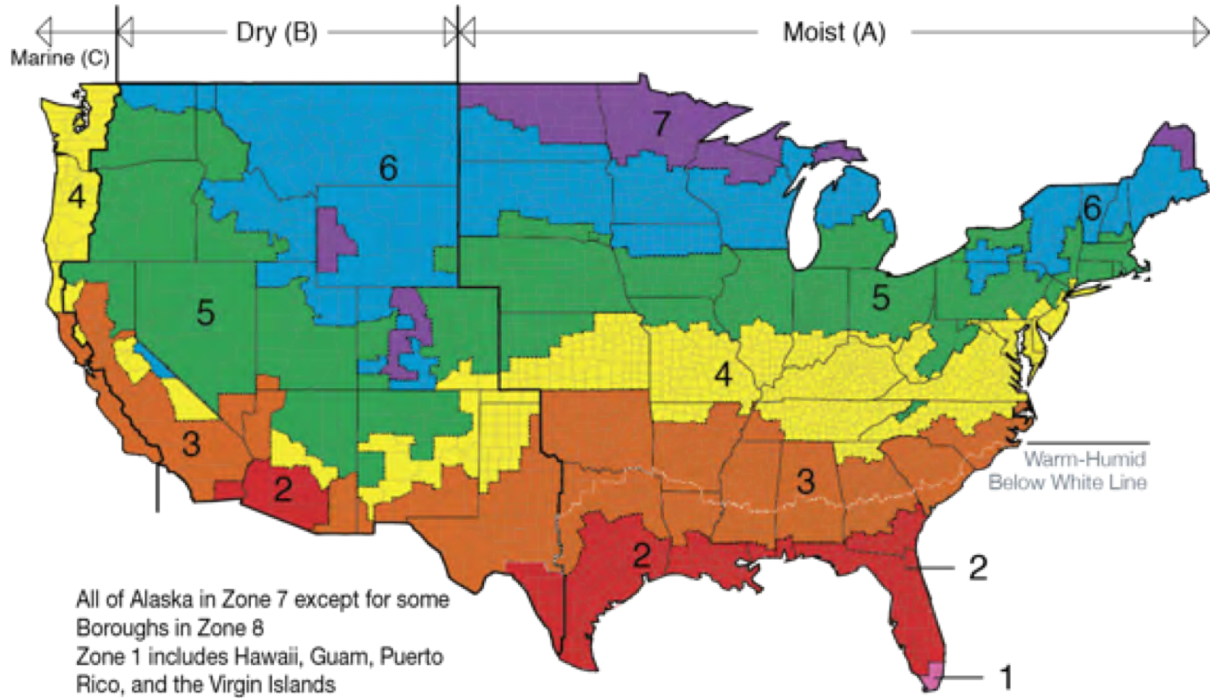 Dry (B)
Moist (A)
Marine (C)
7
6
4
6
5
5
4
3
3
2
Warm-Humid
Below White Line
2
2
All of Alaska in Zone 7 except for some
Boroughs in Zone 8
Zone 1 includes Hawaii, Guam, Puerto
Rico, and the Virgin Islands
1